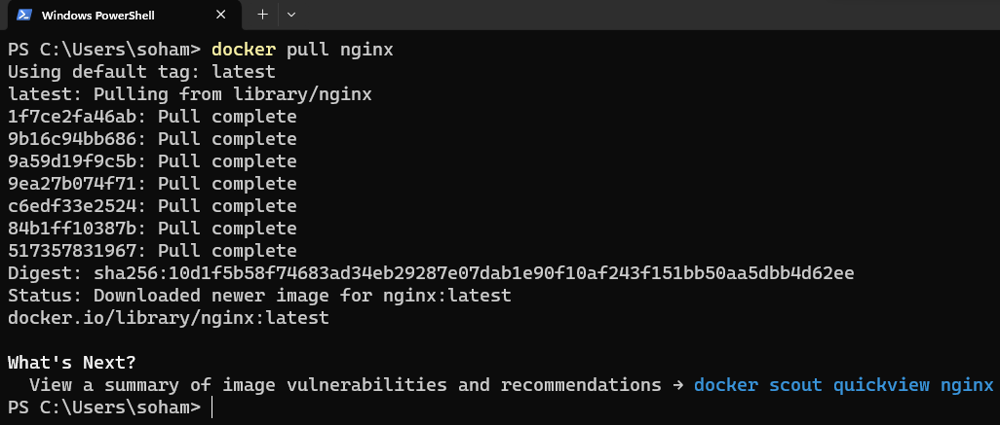 Windows PowerShell
PS C:\Users\soham> docker pull nginx
Using default tag: latest
latest: Pulling from library/nginx
1f7ce2fa46ab: Pull complete
9b16c94bb686: Pull complete
9a59d19f9c5b: Pull complete
9ea27b074f71: Pull complete
c6edf33e2524: Pull complete
84b1ff10387b: Pull complete
517357831967: Pull complete
Digest: sha256:10d1f5b58f74683ad34eb29287e07dab1e90f10af243f151bb50aa5dbb4d62ee
Status: Downloaded newer image for nginx:latest
docker.io/library/nginx:latest
What's Next?
View a summary of image vulnerabilities and recommendations → docker scout quickview nginx
PS C:\Users\soham>